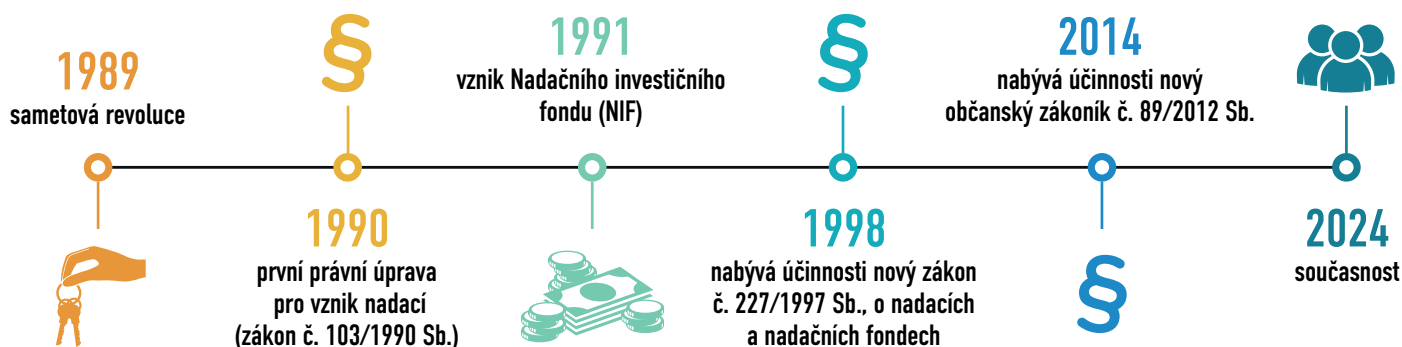 1989
sametová revoluce
§
1990
první právní úprava
pro vznik nadací
(zákon č. 103/1990 Sb.)
1991
vznik Nadačního investičního
fondu (NIF)
§
1998
nabývá účinnosti nový zákon
č. 227/1997 Sb., o nadacích
a nadačních fondech
2014
nabývá účinnosti nový
občanský zákoník č. 89/2012 Sb.
§
2024
současnost